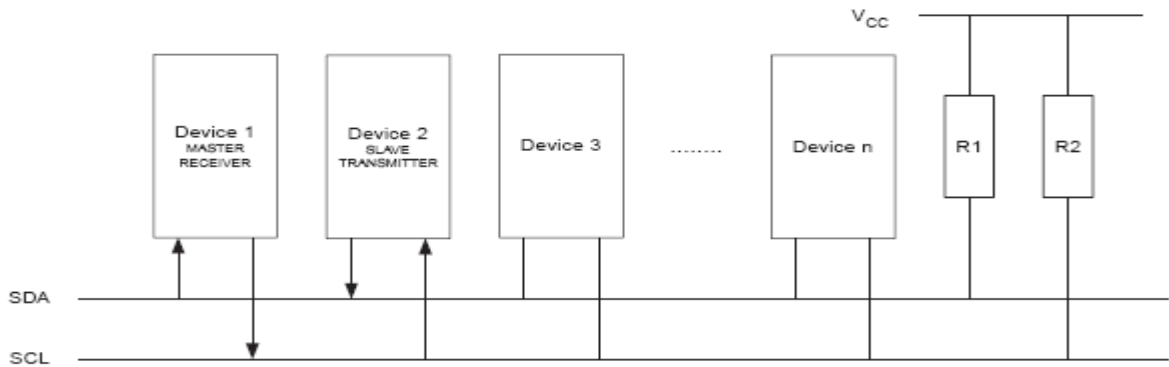 VCC
Device 1
MASTER
RECEIVER
Device 2
SLAVE
TRANSMITTER
Device 3
........
Device n
R1
R2
SDA
SCL